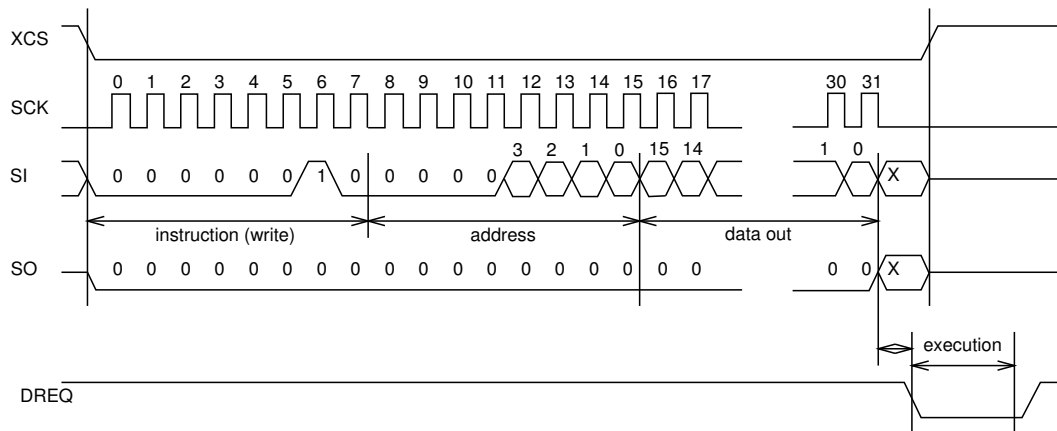 XCS
0 1 2 3 4 5 6 7 8 9 10 11 12 13 14 15 16 17 30 31
SCK
3 2 1 0 15 14 1 0
SI 0 0 0 0 0 0 1 0 0 0 0 0 X
instruction (write) address data out
SO 0 0 0 0 0 0 0 0 0 0 0 0 0 0 0 0 0 0 0 0 X
execution
DREQ